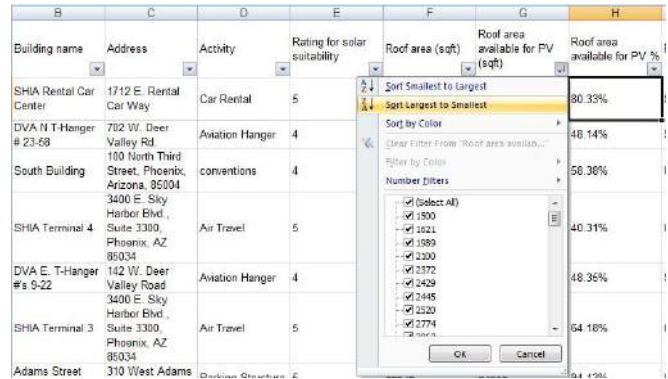 B C D E F G H
Building name
Address
Activity
Rating for solar
suitability
Roof area (sqft)
Roof area
available for PV
(sqft)
Roof area
available for PV %
SHIA Rental Car
Center
1712 E. Rental
Car Way
Car Rental
5
80.33%
DVA N T-Hanger
# 23-58
702 W. Deer
Valley Rd.
Aviation Hanger
4
48.14%
South Building
100 North Third
Street, Phoenix,
Arizona, 85004
conventions
4
58.38%
SHIA Terminal 4
3400 E. Sky
Harbor Blvd.,
Suite 3300,
Phoenix, AZ
85034
Air Travel
5
40.31%
DVA E. T-Hanger
#'s 9-22
142 W. Deer
Valley Road
Aviation Hanger
4
48.36%
SHIA Terminal 3
3400 E. Sky
Harbor Blvd.,
Suite 3300,
Phoenix, AZ
85034
Air Travel
5
64.18%
Adams Street
310 West Adams
Parking Structure
Sort Smallest to Largest
Sort Largest to Smallest
Sort by Color
Clear Filter From "Roof area availab..."
Filter by Color
Number Filters
(Select All)
1500
1621
1989
2100
2372
2429
2445
2520
2774
OK
Cancel